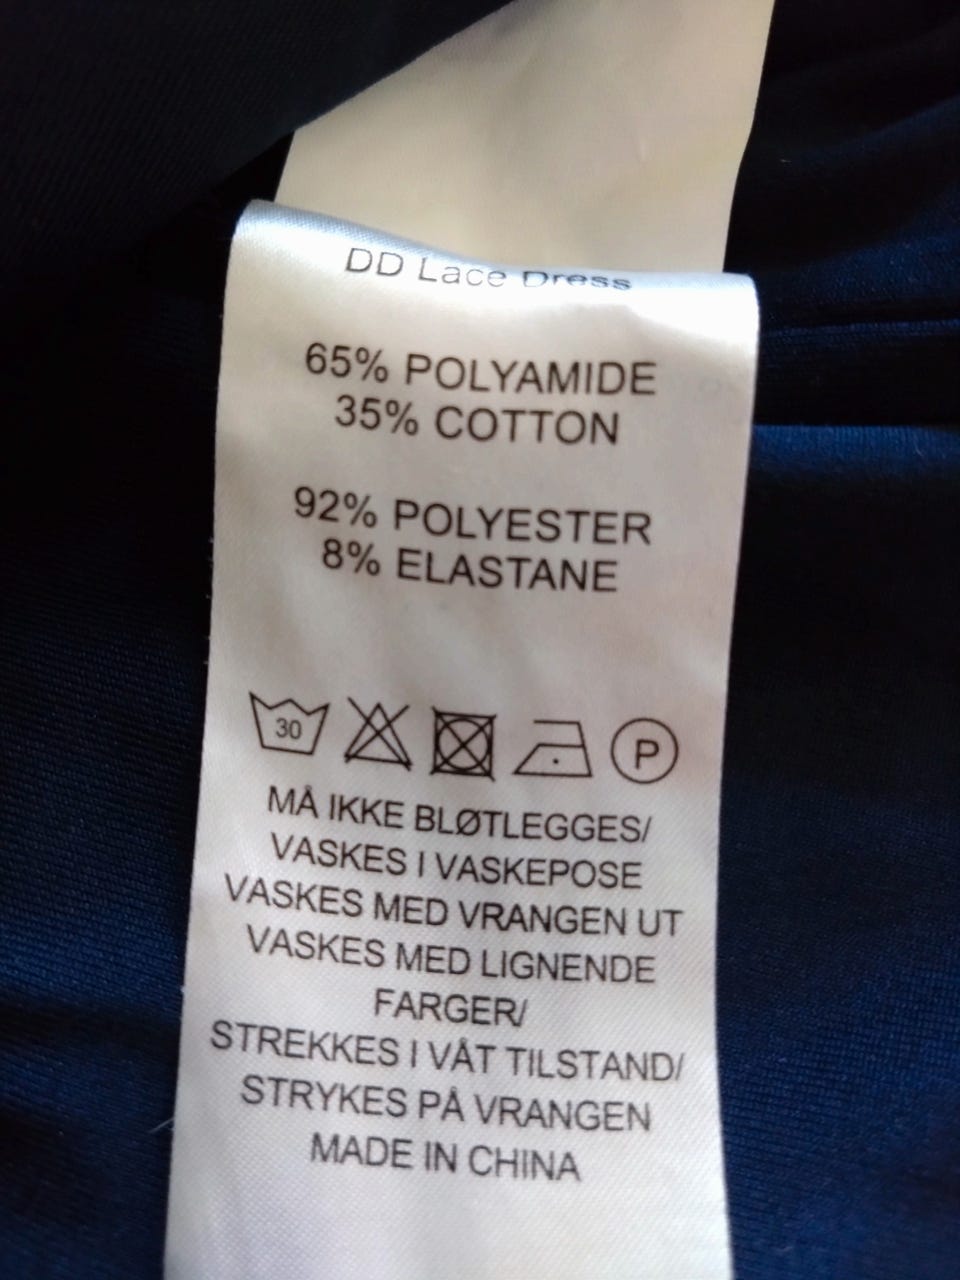 DD Lace Dress
65% POLYAMIDE
35% COTTON
92% POLYESTER
8% ELASTANE
30 P
MÅ IKKE BLØTLEGGES/
VASKES I VASKEPOSE
VASKES MED VRANGEN UT
VASKES MED LIGNENDE
FARGER/
STREKKES I VÅT TILSTAND/
STRYKES PÅ VRANGEN
MADE IN CHINA